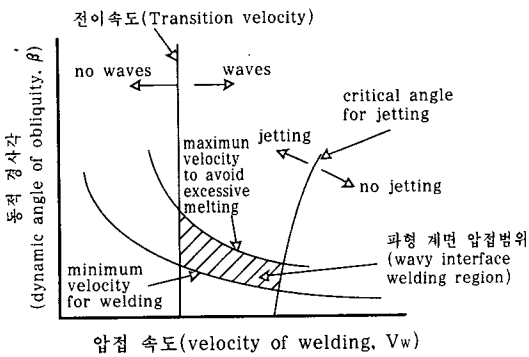 전이속도(Transition velocity)
no waves
waves
critical angle
for jetting
maximun
velocity
to avoid
excessive
melting
jetting
no jetting
동적 경사각
(dynamic angle of obliquity, β)
파형 계면 압접범위
(wavy interface
welding region)
minimum
velocity
for welding
압접 속도(velocity of welding, Vw)